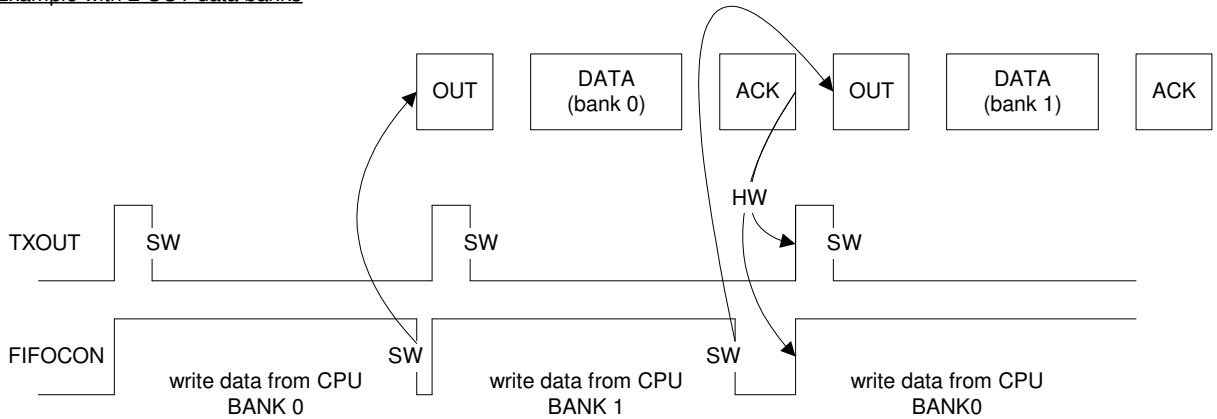 Example with 2 OUT data banks
OUT
DATA
(bank 0)
ACK
OUT
DATA
(bank 1)
ACK
HW
TXOUT
SW
SW
SW
FIFOCON
SW
SW
write data from CPU
BANK 0
write data from CPU
BANK 1
write data from CPU
BANK0